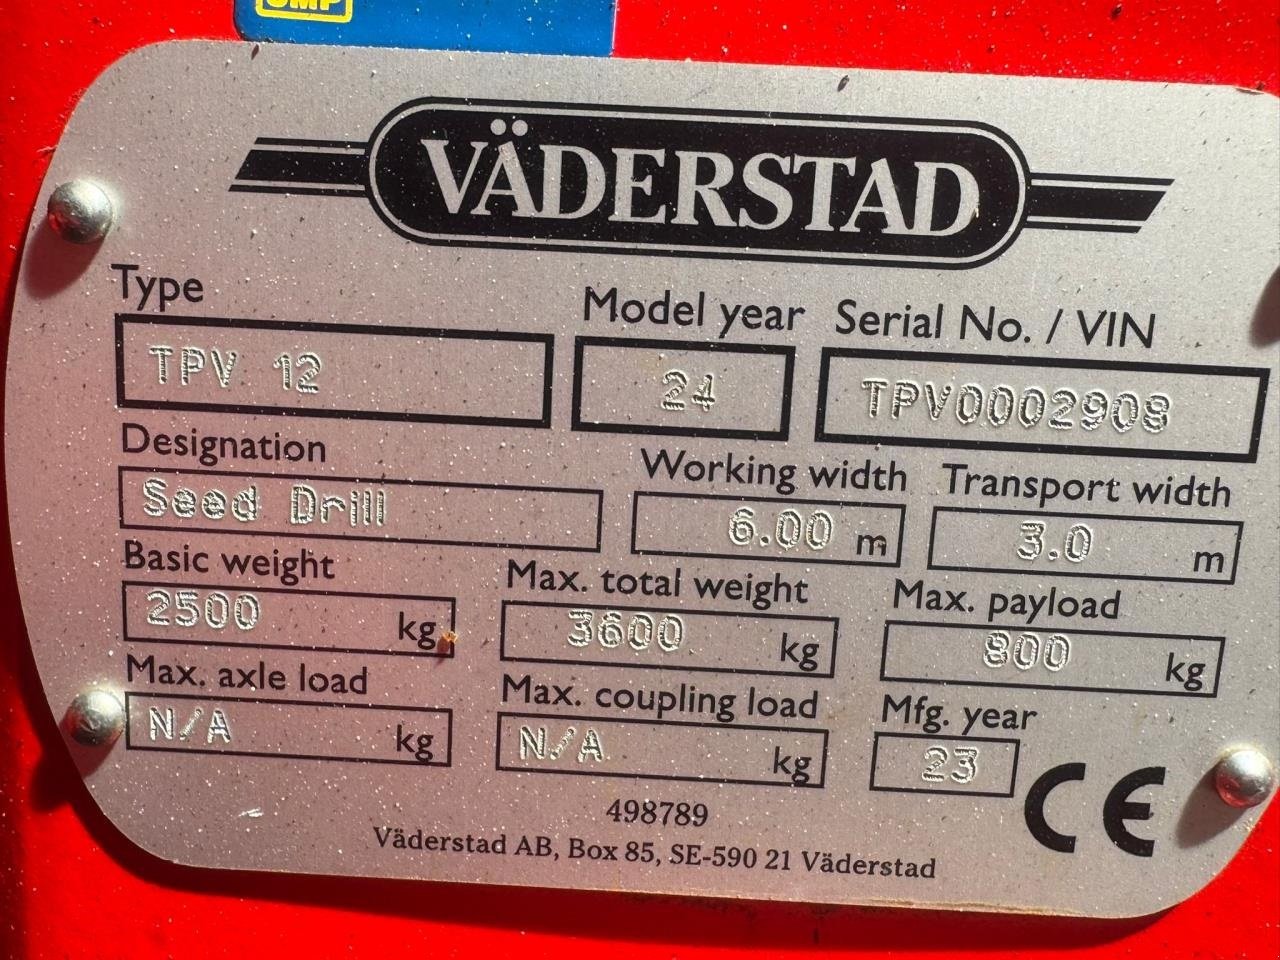 SMP
VÄDERSTAD
Type Model year Serial No. / VIN
TPV 12 24 TPV0002908
Designation Working width Transport width
Seed Drill 6.00 m 3.0 m
Basic weight Max. total weight Max. payload
2500 kg 3600 kg 800 kg
Max. axle load Max. coupling load Mfg. year
N/A kg N/A kg 23
CE
498789
Väderstad AB, Box 85, SE-590 21 Väderstad